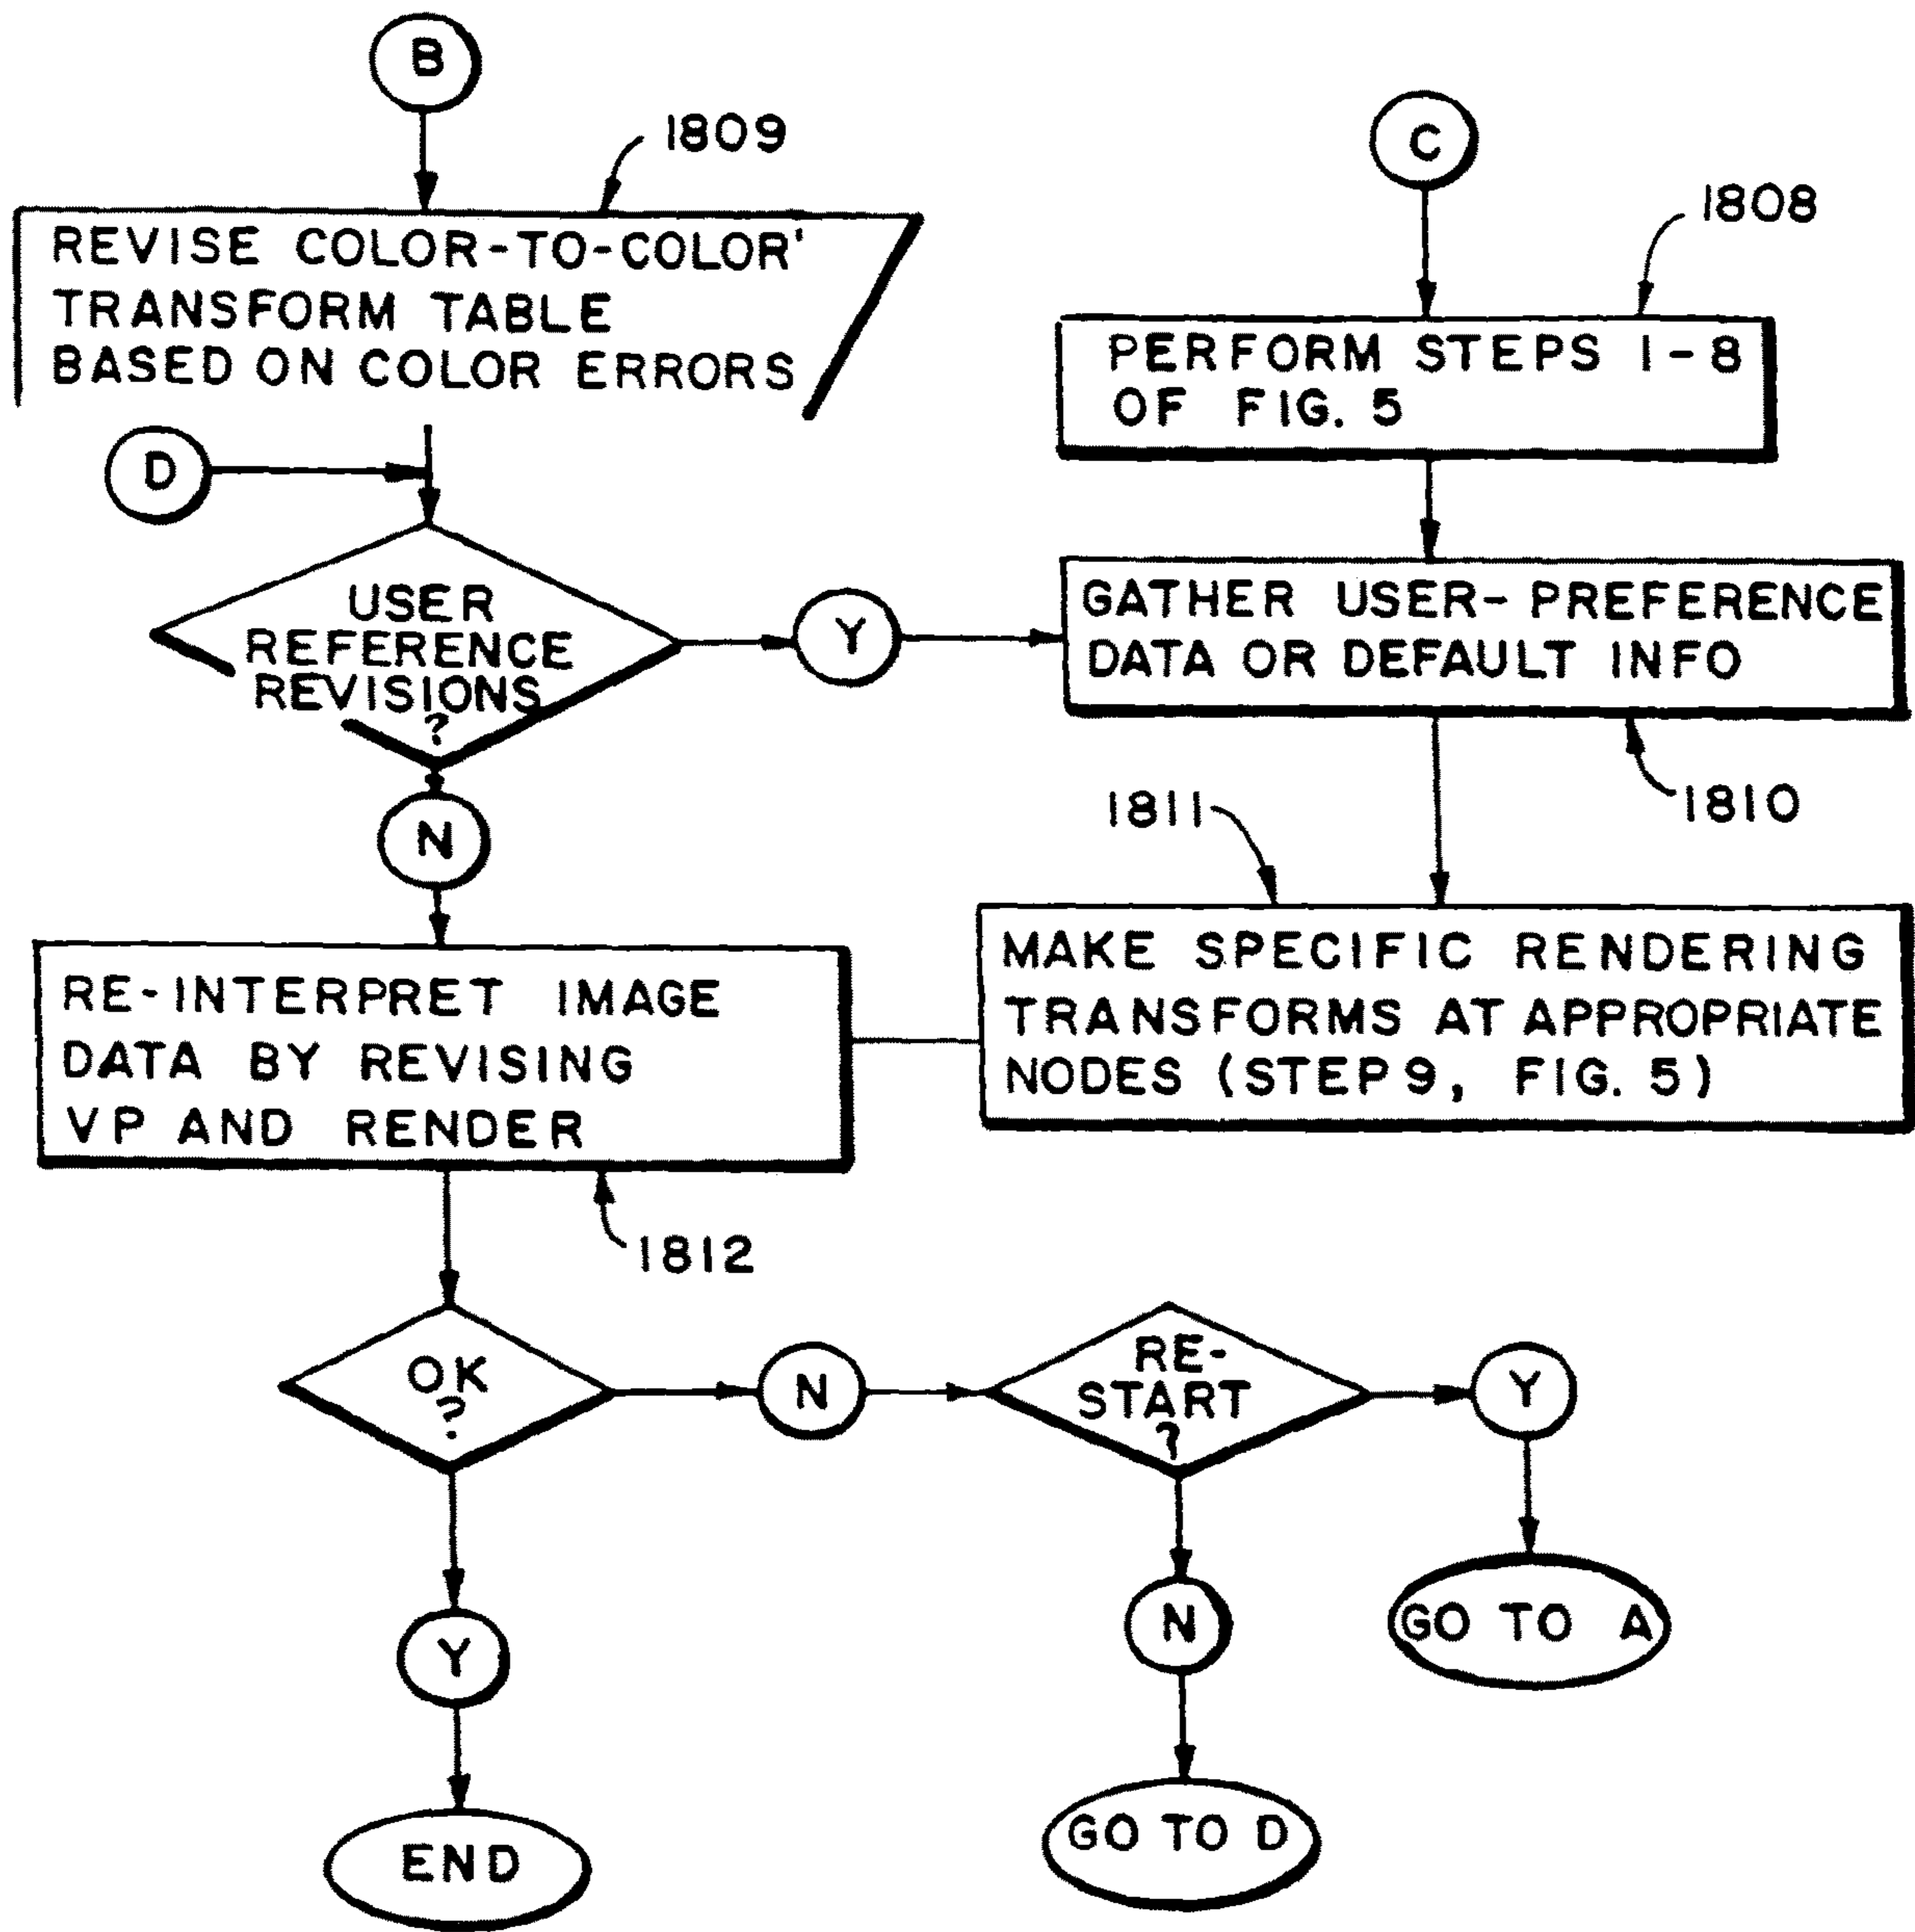 B
1809
REVISE COLOR-TO-COLOR'
TRANSFORM TABLE
BASED ON COLOR ERRORS
C
1808
PERFORM STEPS 1-8
OF FIG. 5
D
USER
REFERENCE
REVISIONS
?
Y
GATHER USER-PREFERENCE
DATA OR DEFAULT INFO
1810
N
1811
MAKE SPECIFIC RENDERING
TRANSFORMS AT APPROPRIATE
NODES (STEP 9, FIG. 5)
RE-INTERPRET IMAGE
DATA BY REVISING
VP AND RENDER
1812
OK
?
N
RE-
START
?
Y
GO TO A
N
GO TO D
Y
END